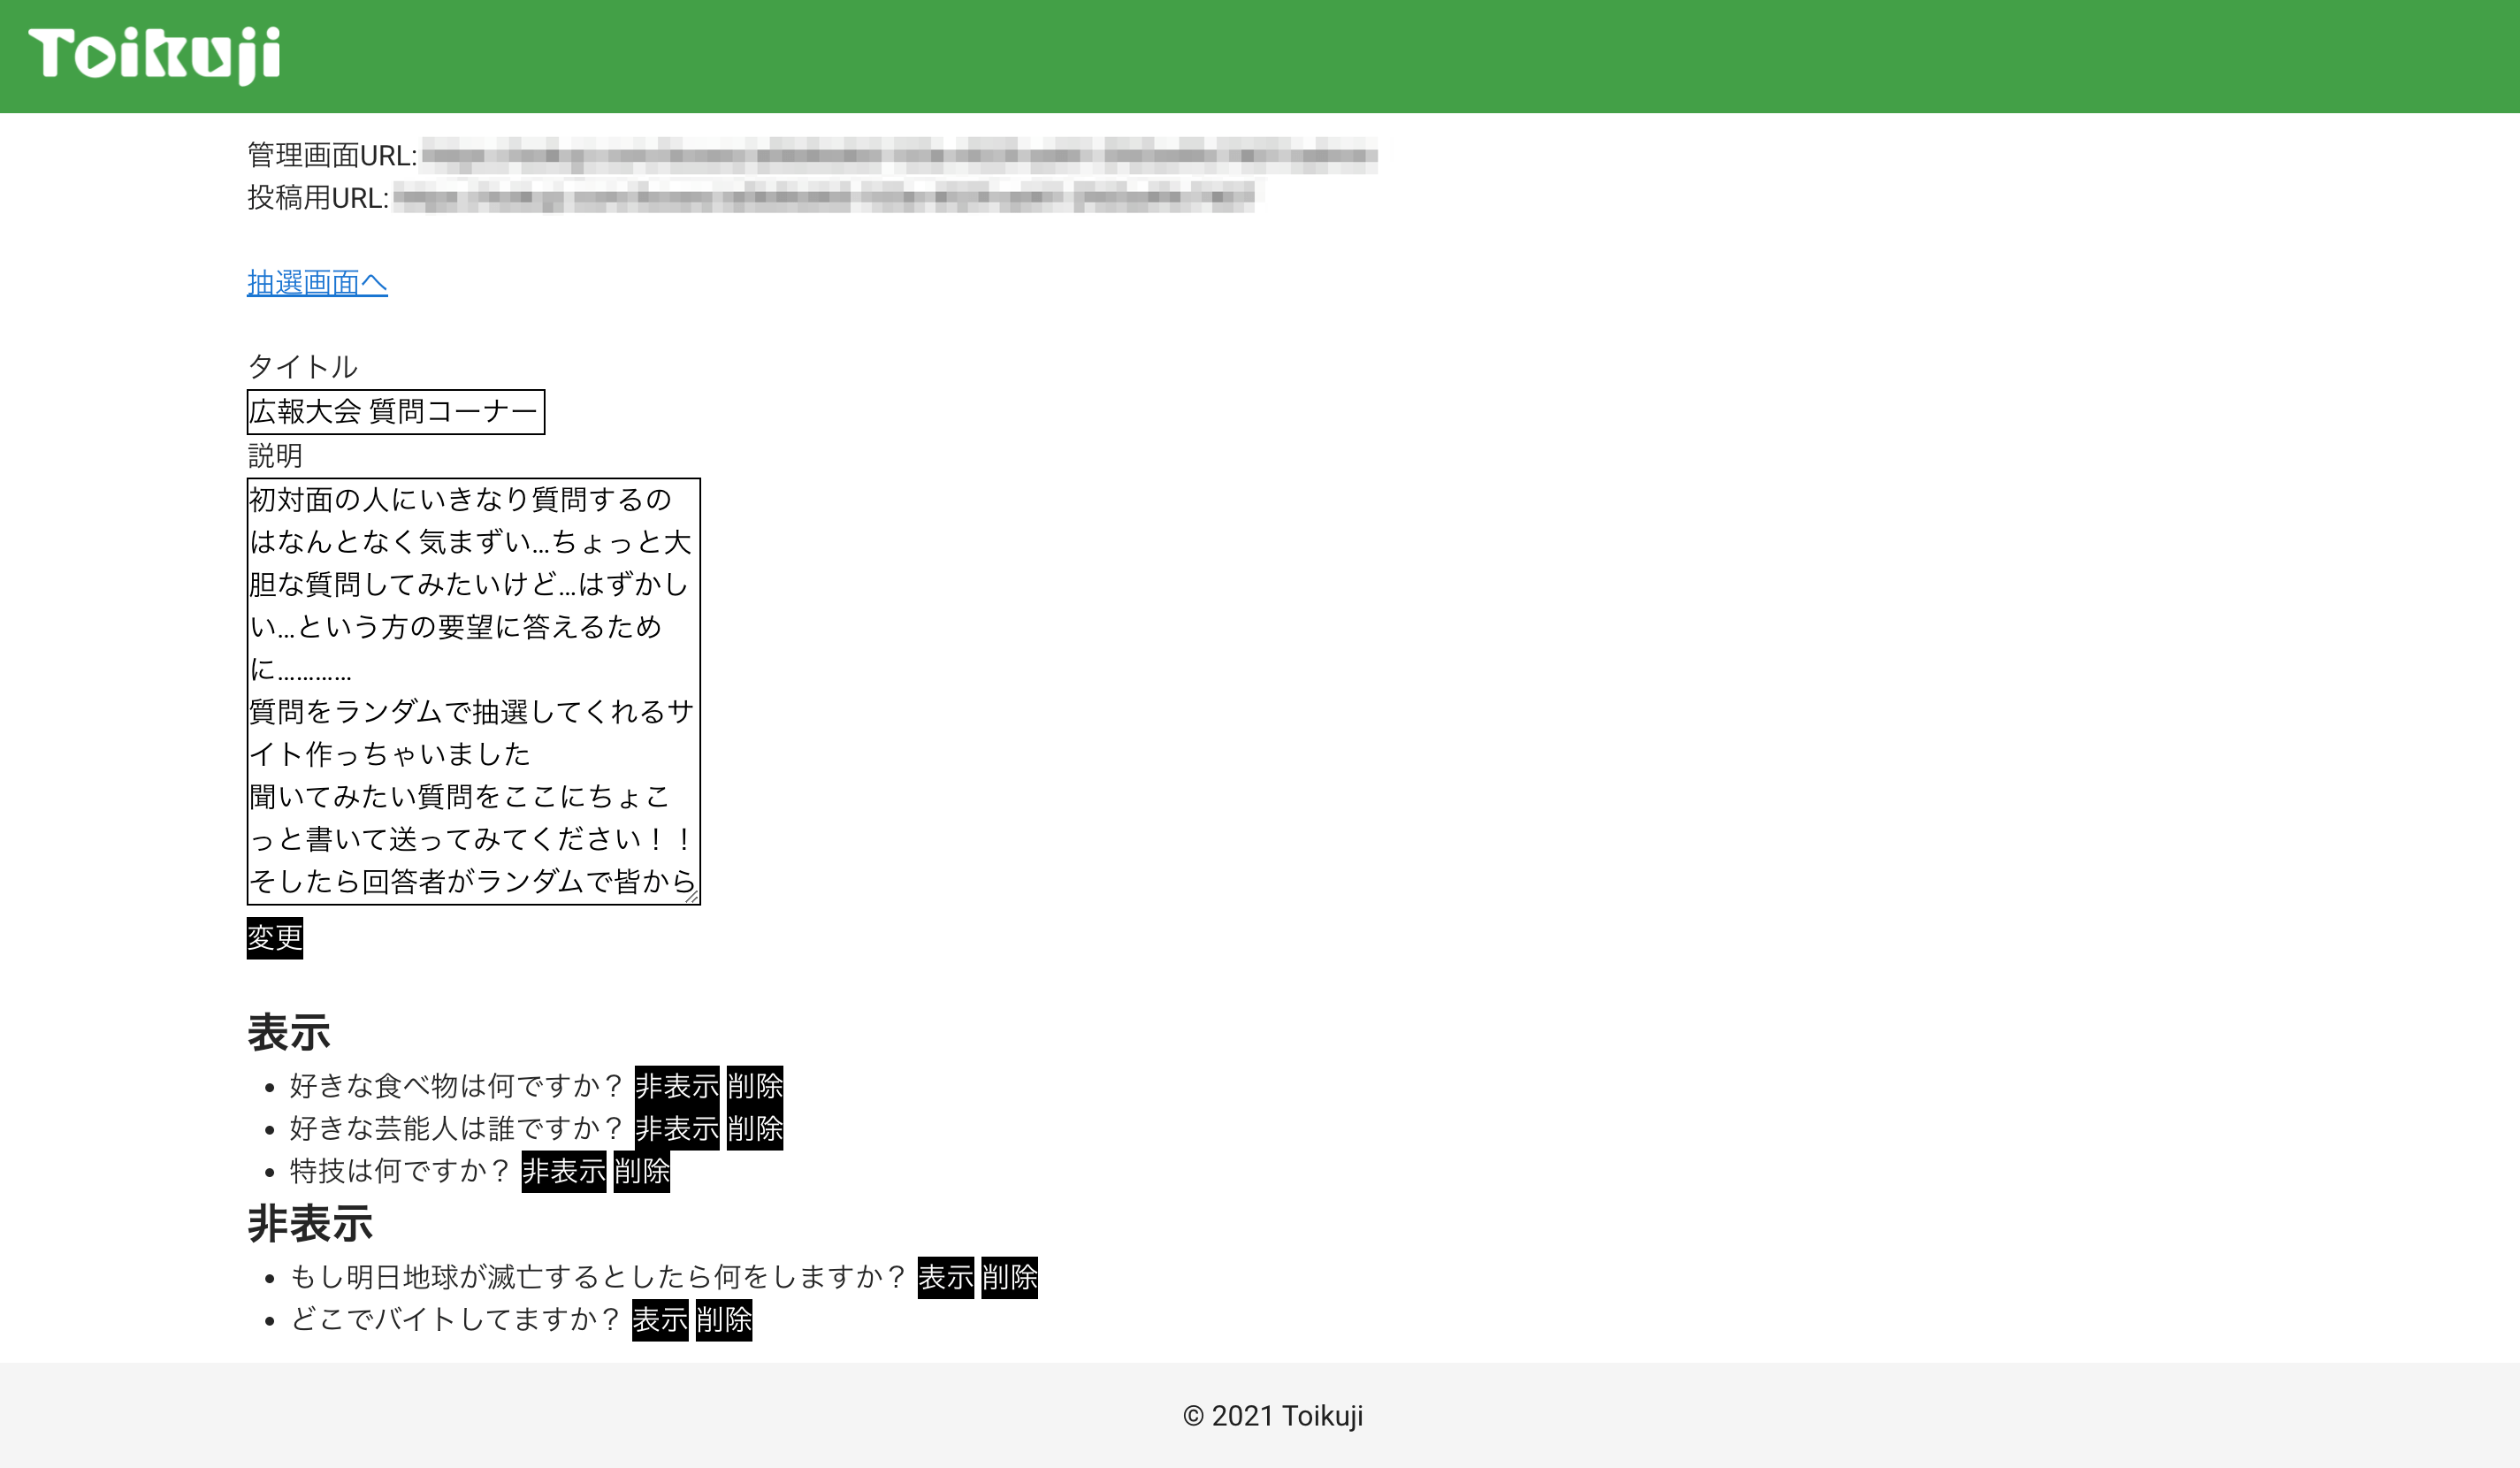 Toikuji
管理画面URL:
投稿用URL:
抽選画面へ
タイトル
広報大会 質問コーナー
説明
初対面の人にいきなり質問するの
はなんとなく気まずい...ちょっと大
胆な質問してみたいけど...はずかし
い...という方の要望に答えるため
に............
質問をランダムで抽選してくれるサ
イト作っちゃいました
聞いてみたい質問をここにちょこ
っと書いて送ってみてください！！
そしたら回答者がランダムで皆から
変更
表示
• 好きな食べ物は何ですか？ 非表示 削除
• 好きな芸能人は誰ですか？ 非表示 削除
• 特技は何ですか？ 非表示 削除
非表示
• もし明日地球が滅亡するとしたら何をしますか？ 表示 削除
• どこでバイトしてますか？ 表示 削除
© 2021 Toikuji